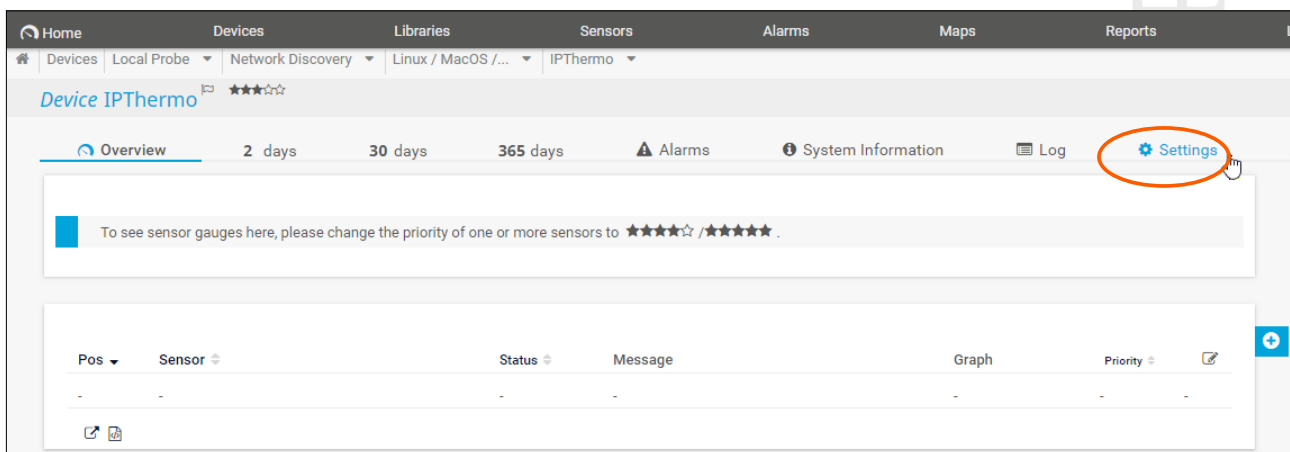 Home Devices Libraries Sensors Alarms Maps Reports
Devices Local Probe Network Discovery Linux / MacOS /... IPThermo
Device IPThermo
Overview 2 days 30 days 365 days Alarms System Information Log Settings
To see sensor gauges here, please change the priority of one or more sensors to ★★★★☆ /★★★★★ .
Pos Sensor Status Message Graph Priority
- - - - - - -